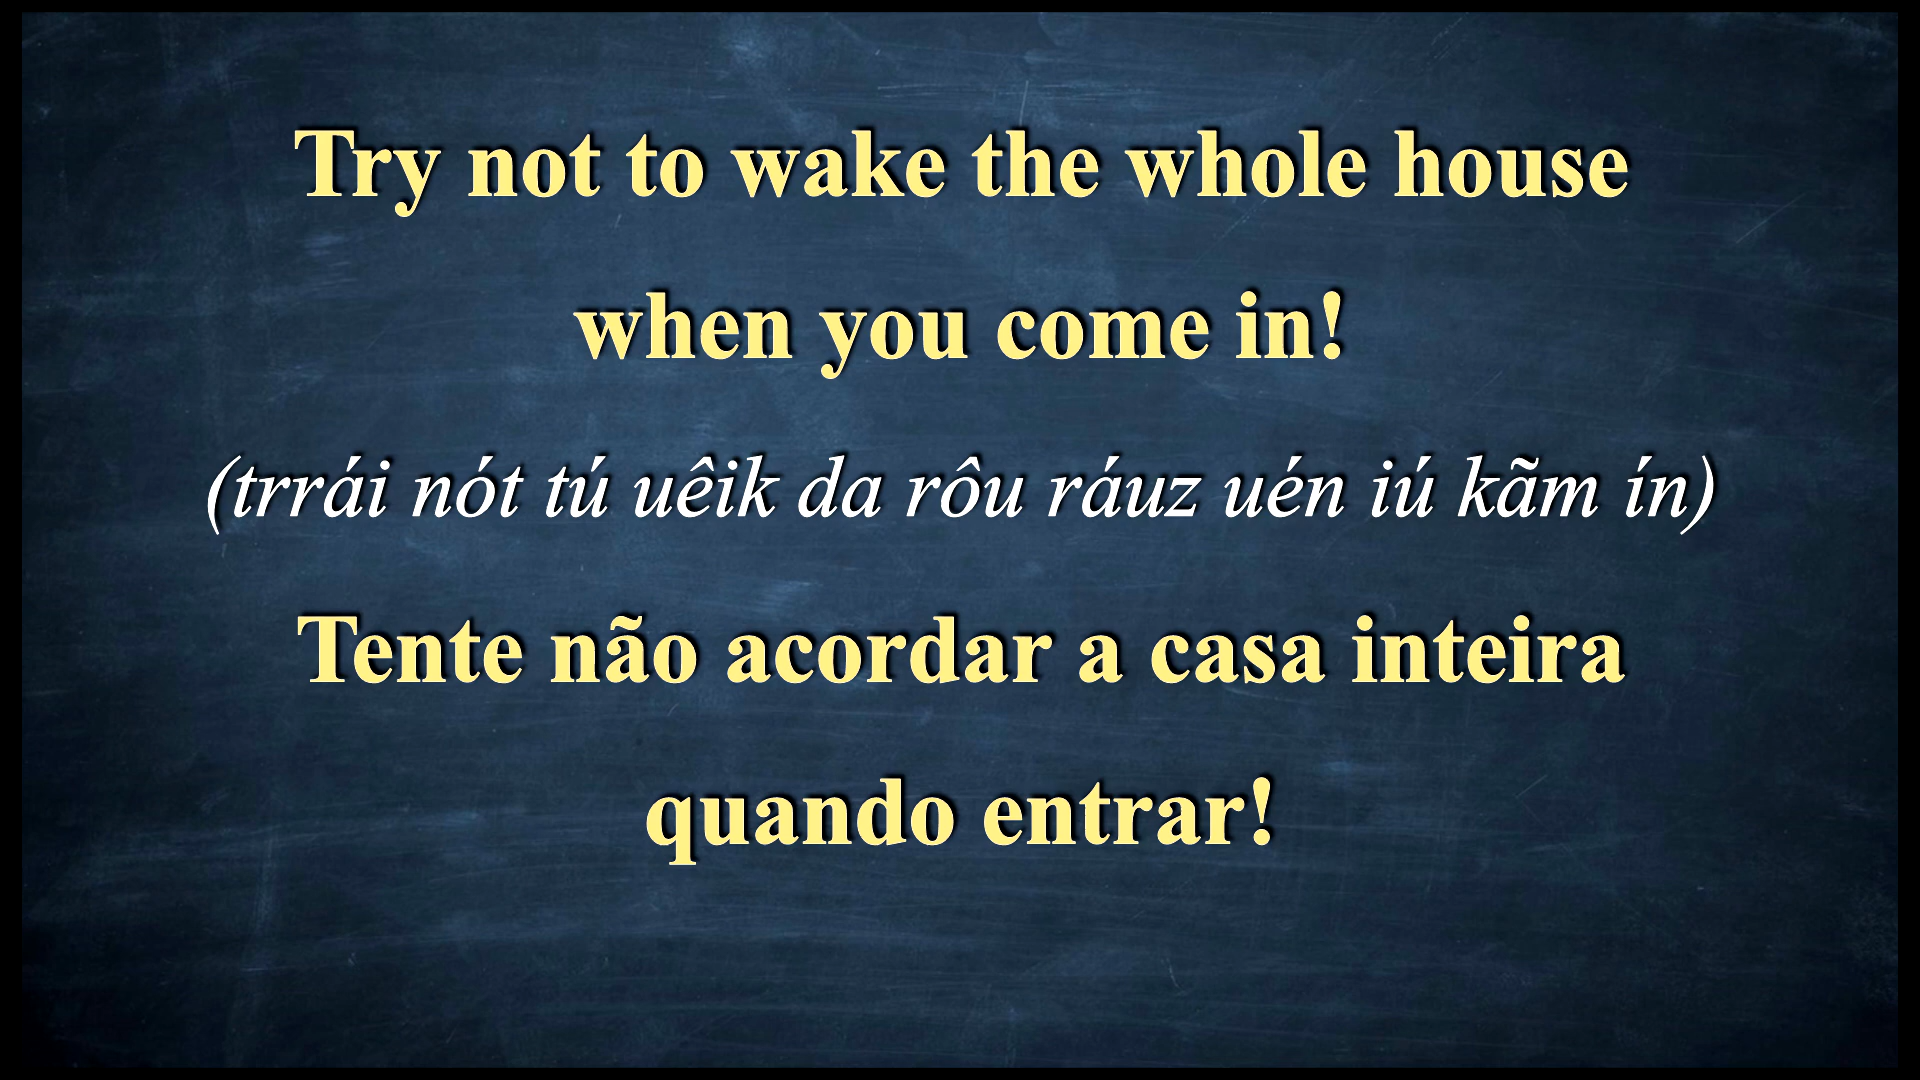 Try not to wake the whole house
when you come in!
(trrái nót tú uêik da rôu ráuz uén iú kãm ín)
Tente não acordar a casa inteira
quando entrar!